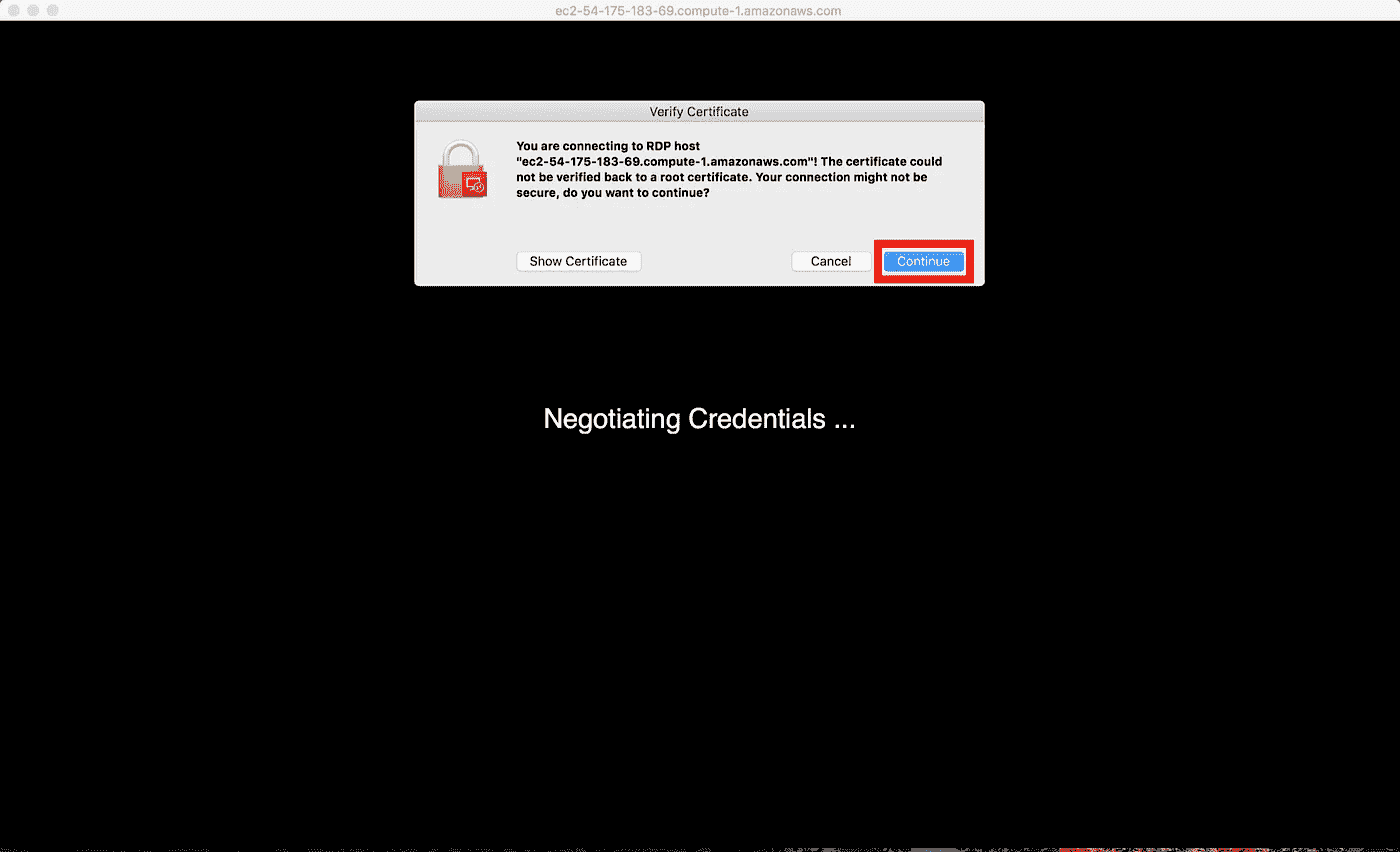 ec2-54-175-183-69.compute-1.amazonaws.com
Verify Certificate
You are connecting to RDP host
"ec2-54-175-183-69.compute-1.amazonaws.com"! The certificate could
not be verified back to a root certificate. Your connection might not be
secure, do you want to continue?
Show Certificate
Cancel
Continue
Negotiating Credentials ...